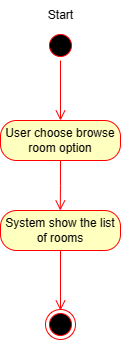 Start
User choose browse
room option
System show the list
of rooms